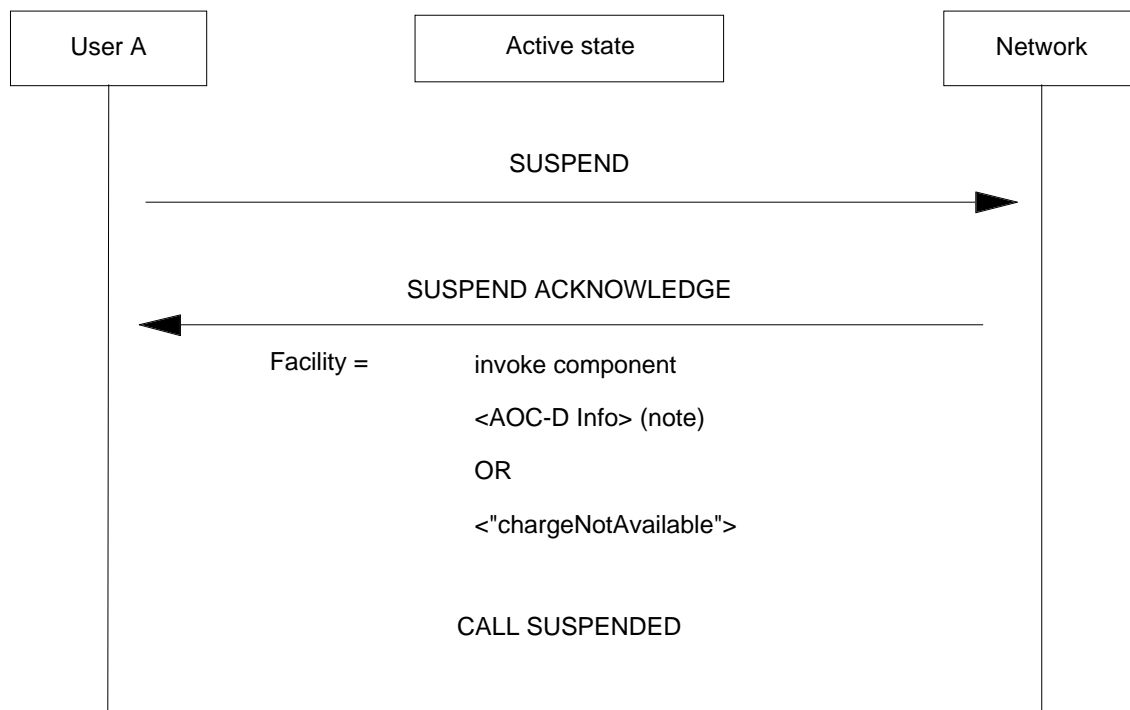 User A
Active state
Network
SUSPEND
SUSPEND ACKNOWLEDGE
Facility = invoke component
<AOC-D Info> (note)
OR
<"chargeNotAvailable">
CALL SUSPENDED